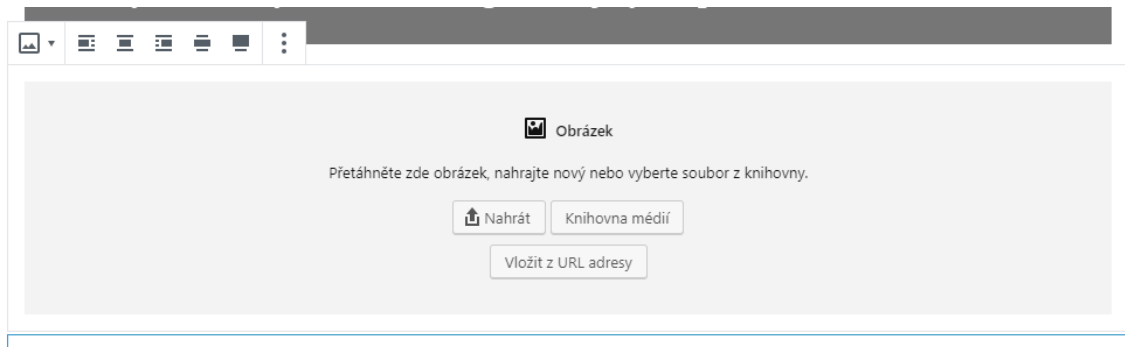 Obrázek
Přetáhněte zde obrázek, nahrajte nový nebo vyberte soubor z knihovny.
Nahrát
Knihovna médií
Vložit z URL adresy